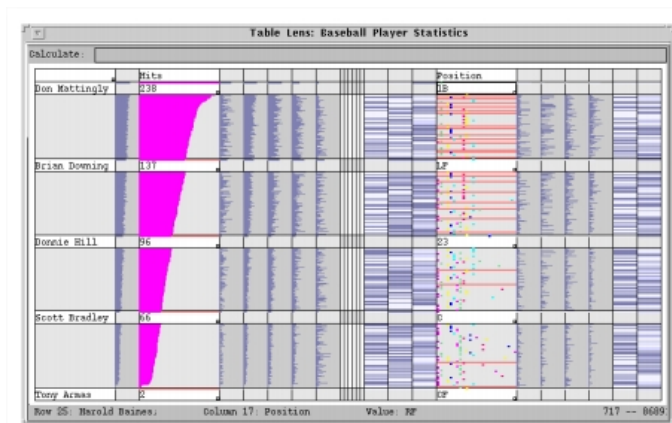 Table Lens: Baseball Player Statistics
Calculate:
Hits Position
Don Mattingly 238 1B
Brian Downing 137 LF
Donnie Hill 96 23
Scott Bradley 66 C
Tony Armas 2 OF
Row 25: Harold Baines; Column 17: Position Value: RF 717 -- 8689